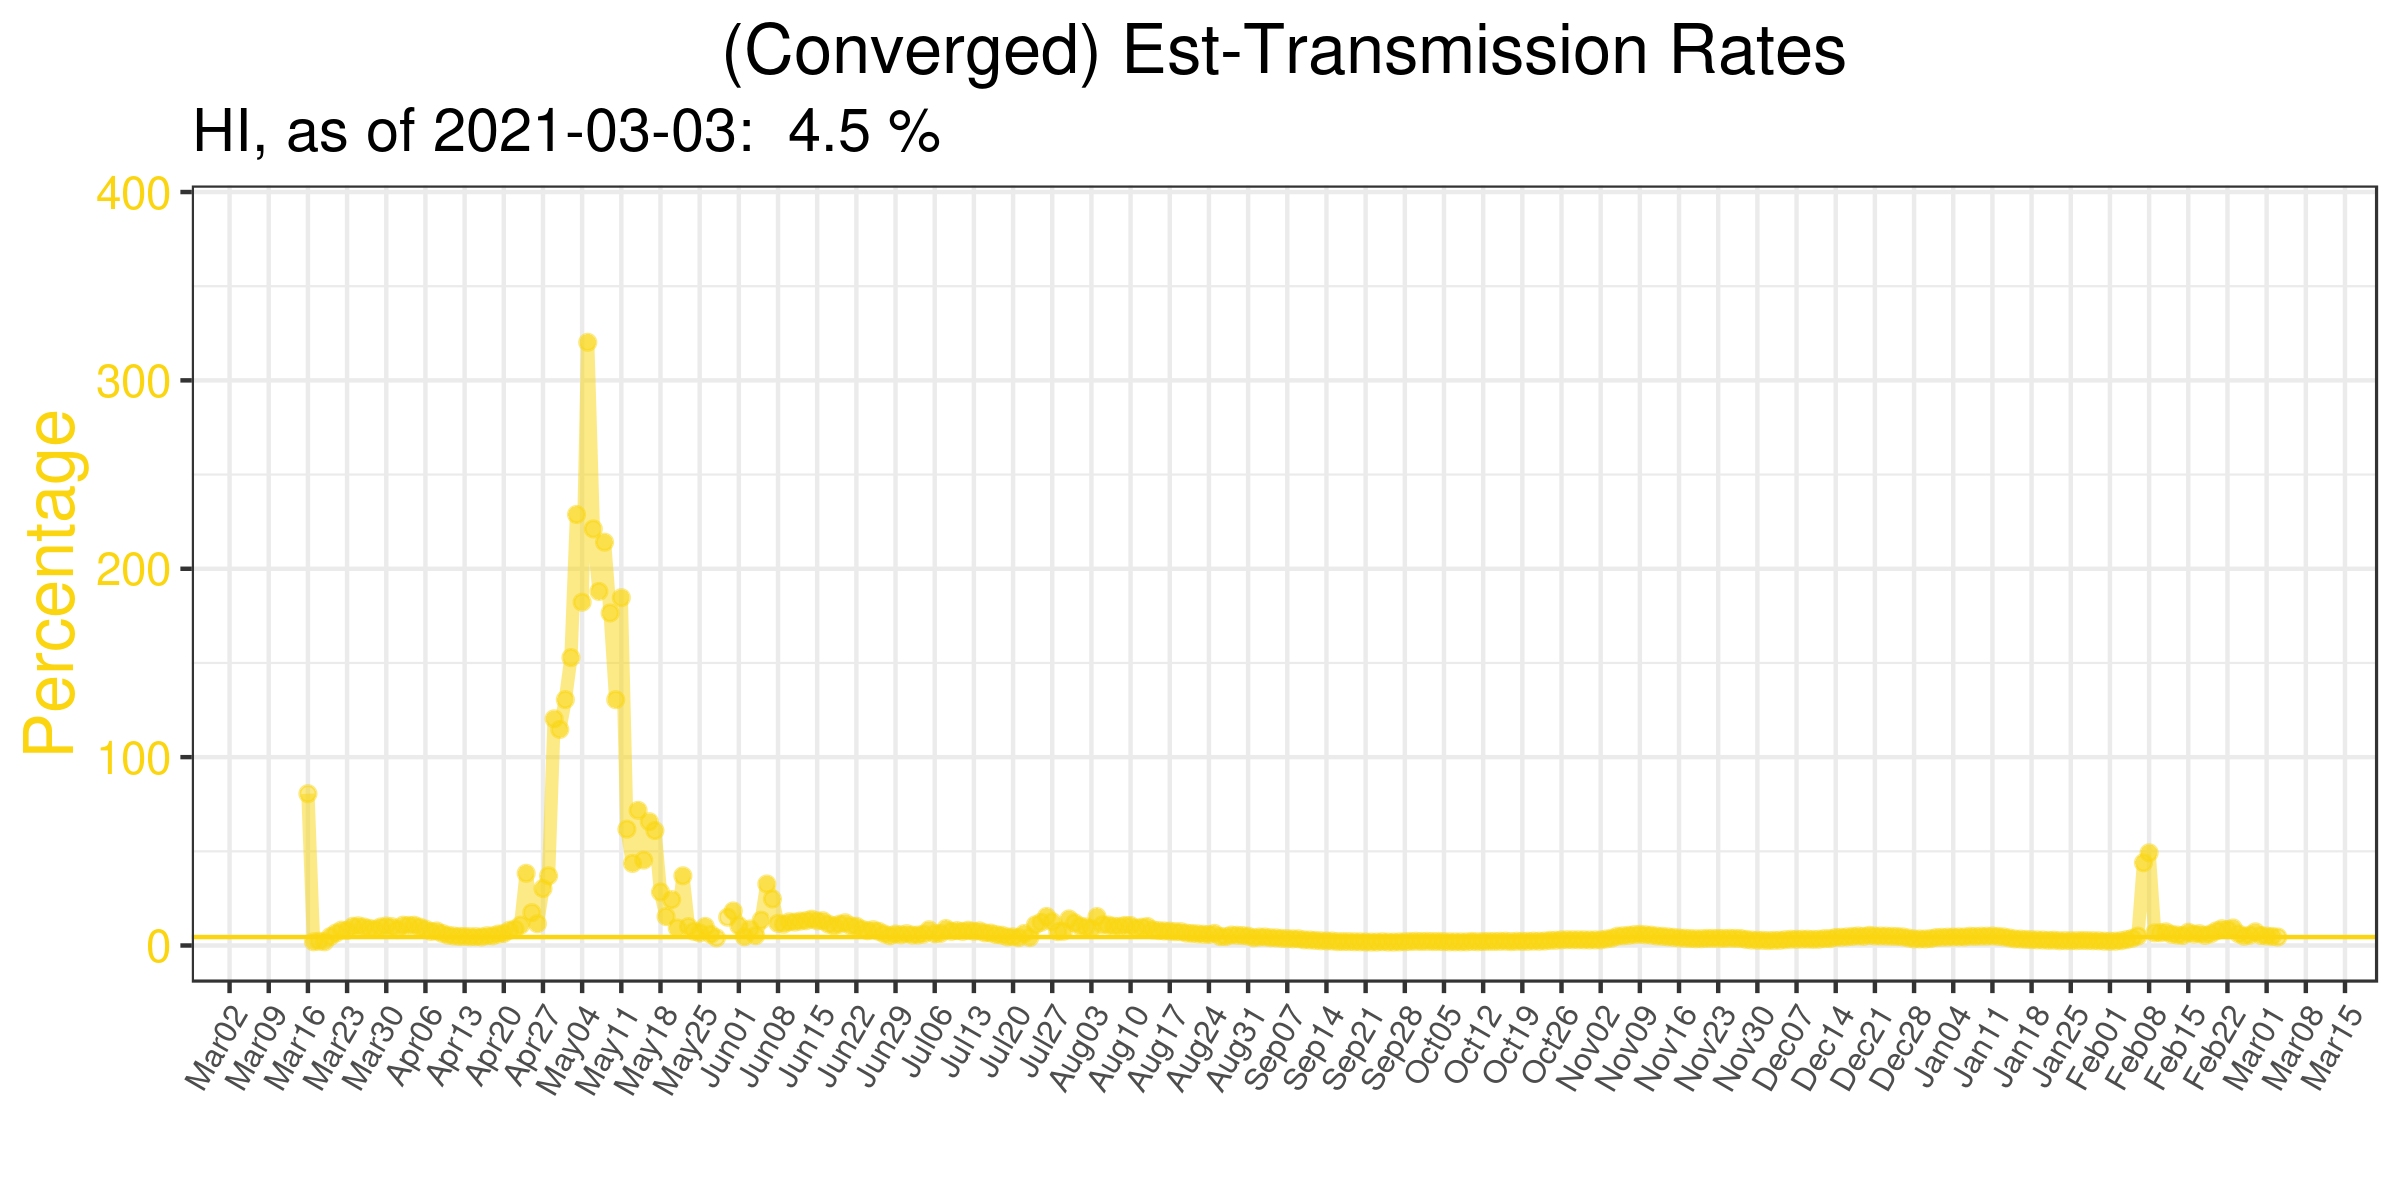 (Converged) Est-Transmission Rates
HI, as of 2021-03-03:  4.5 %
Percentage
400
300
200
100
0
Mar02
Mar09
Mar16
Mar23
Mar30
Apr06
Apr13
Apr20
Apr27
May04
May11
May18
May25
Jun01
Jun08
Jun15
Jun22
Jun29
Jul06
Jul13
Jul20
Jul27
Aug03
Aug10
Aug17
Aug24
Aug31
Sep07
Sep14
Sep21
Sep28
Oct05
Oct12
Oct19
Oct26
Nov02
Nov09
Nov16
Nov23
Nov30
Dec07
Dec14
Dec21
Dec28
Jan04
Jan11
Jan18
Jan25
Feb01
Feb08
Feb15
Feb22
Mar01
Mar08
Mar15